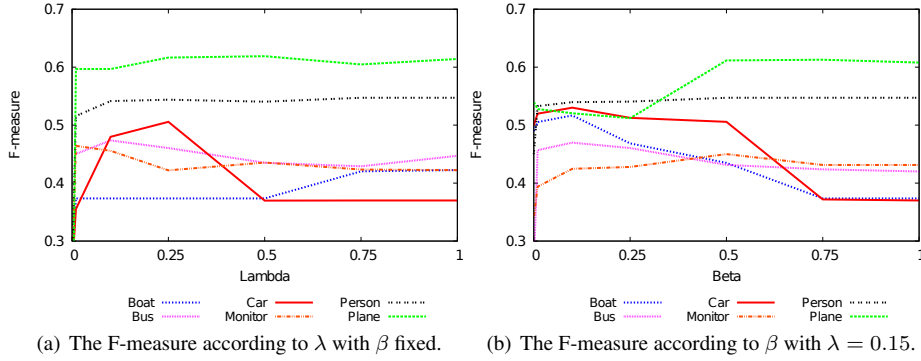 0.7
0.6
0.5
0.4
0.3
F-measure
0 0.25 0.5 0.75 1
Lambda
Boat Car Person
Bus Monitor Plane
(a) The F-measure according to λ with β fixed.
0.7
0.6
0.5
0.4
0.3
F-measure
0 0.25 0.5 0.75 1
Beta
Boat Car Person
Bus Monitor Plane
(b) The F-measure according to β with λ = 0.15.